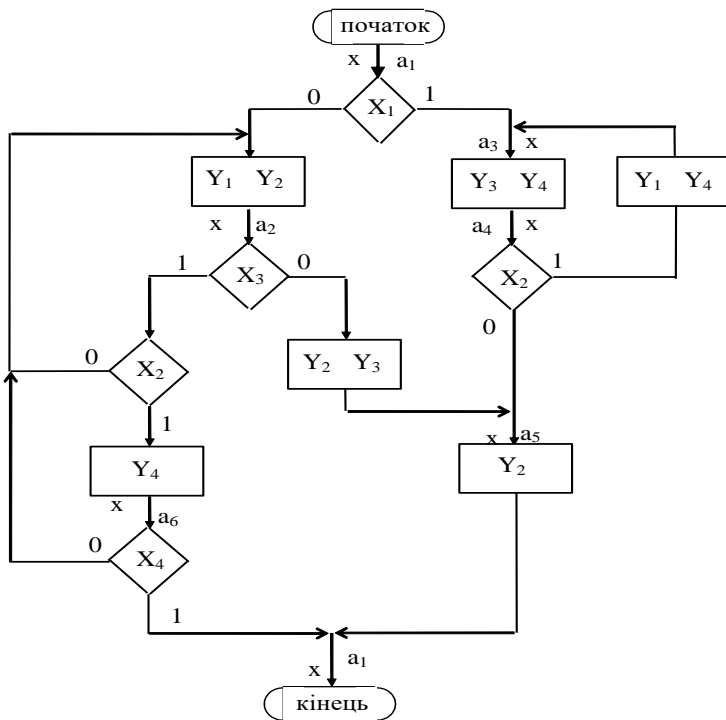 початок
x a₁
0 X₁ 1
a₃ x
Y₁ Y₂ Y₃ Y₄ Y₁ Y₄
x a₂ a₄ x
1 X₃ 0 X₂ 1
0
0 X₂ Y₂ Y₃
1 x a₅
Y₄ Y₂
x a₆
0 X₄
1
x a₁
кінець